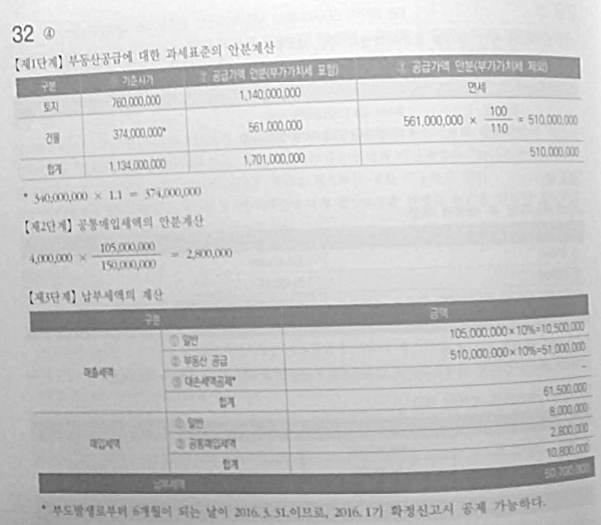 32 ④
【제1단계】 부동산공급에 대한 과세표준의 안분계산
구분 기준시가 ② 공급가액 안분(부가가치세 포함) ① 공급가액 안분(부가가치세 제외)
토지 760,000,000 1,140,000,000 면세
건물 374,000,000* 561,000,000 561,000,000 × 100/110 = 510,000,000
합계 1,134,000,000 1,701,000,000 510,000,000
* 340,000,000 × 1.1 = 374,000,000
【제2단계】 공통매입세액의 안분계산
4,000,000 × 105,000,000/150,000,000 = 2,800,000
【제3단계】 납부세액의 계산
구분 금액
매출세액 ① 일반 105,000,000×10%=10,500,000
② 부동산 공급 510,000,000×10%=51,000,000
③ 대손세액공제* -
합계 61,500,000
매입세액 ① 일반 8,000,000
② 공통매입세액 2,800,000
합계 10,800,000
납부세액 50,700,000
* 부도발생로부터 6개월이 되는 날이 2016.3.31.이므로, 2016.1기 확정신고시 공제 가능하다.